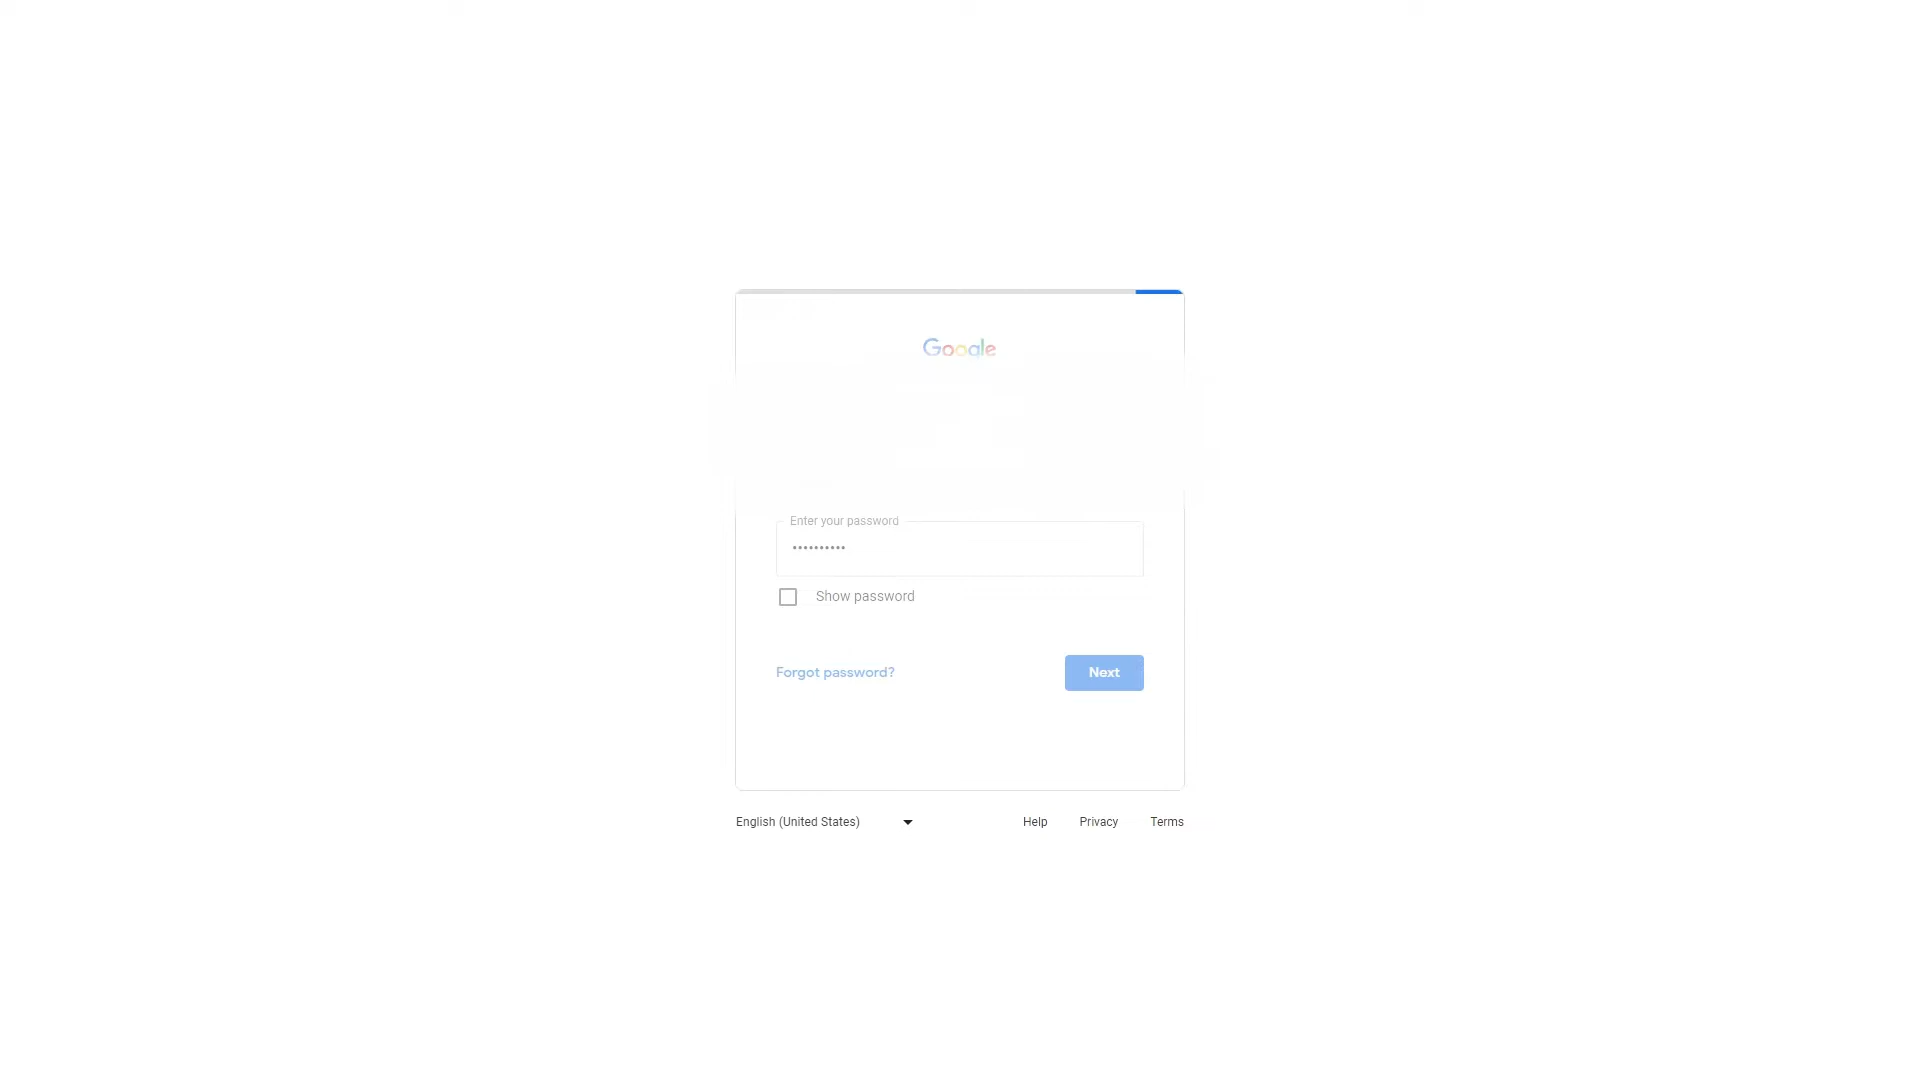 Google
Enter your password
••••••••••
Show password
Forgot password?
Next
English (United States)
Help
Privacy
Terms